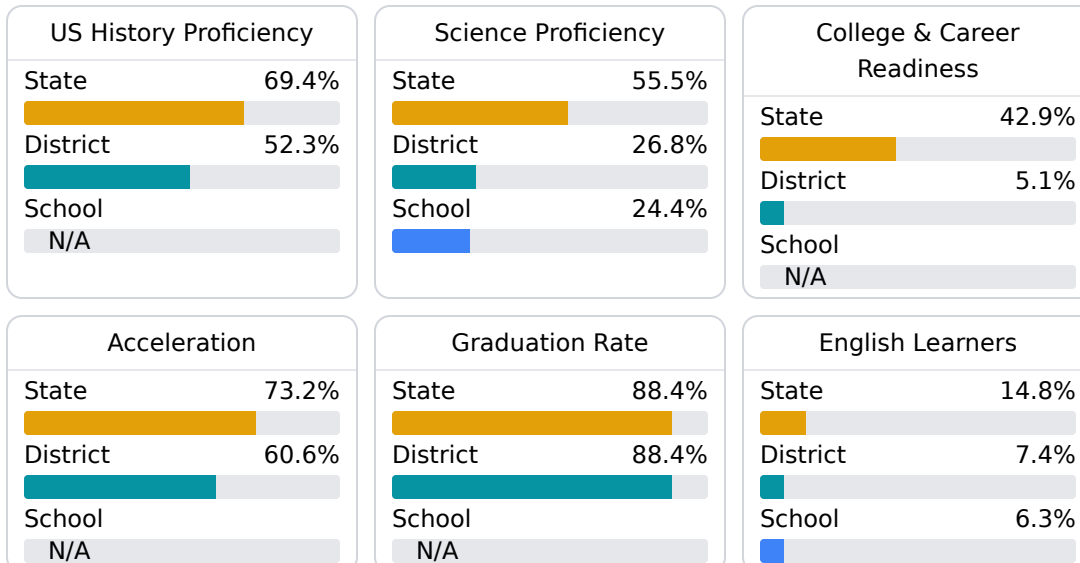 US History Proficiency
State 69.4%
District 52.3%
School
N/A
Science Proficiency
State 55.5%
District 26.8%
School 24.4%
College & Career
Readiness
State 42.9%
District 5.1%
School
N/A
Acceleration
State 73.2%
District 60.6%
School
N/A
Graduation Rate
State 88.4%
District 88.4%
School
N/A
English Learners
State 14.8%
District 7.4%
School 6.3%